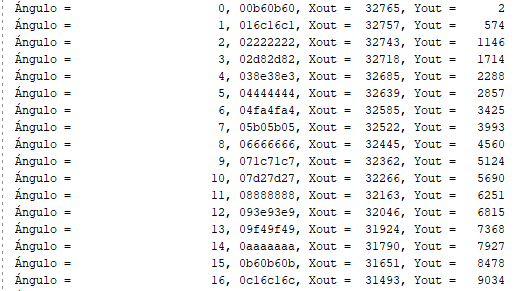 Ángulo = 0, 00b60b60, Xout = 32765, Yout = 2
Ángulo = 1, 016c16c1, Xout = 32757, Yout = 574
Ángulo = 2, 02222222, Xout = 32743, Yout = 1146
Ángulo = 3, 02d82d82, Xout = 32718, Yout = 1714
Ángulo = 4, 038e38e3, Xout = 32685, Yout = 2288
Ángulo = 5, 04444444, Xout = 32639, Yout = 2857
Ángulo = 6, 04fa4fa4, Xout = 32585, Yout = 3425
Ángulo = 7, 05b05b05, Xout = 32522, Yout = 3993
Ángulo = 8, 06666666, Xout = 32445, Yout = 4560
Ángulo = 9, 071c71c7, Xout = 32362, Yout = 5124
Ángulo = 10, 07d27d27, Xout = 32266, Yout = 5690
Ángulo = 11, 08888888, Xout = 32163, Yout = 6251
Ángulo = 12, 093e93e9, Xout = 32046, Yout = 6815
Ángulo = 13, 09f49f49, Xout = 31924, Yout = 7368
Ángulo = 14, 0aaaaaaa, Xout = 31790, Yout = 7927
Ángulo = 15, 0b60b60b, Xout = 31651, Yout = 8478
Ángulo = 16, 0c16c16c, Xout = 31493, Yout = 9034